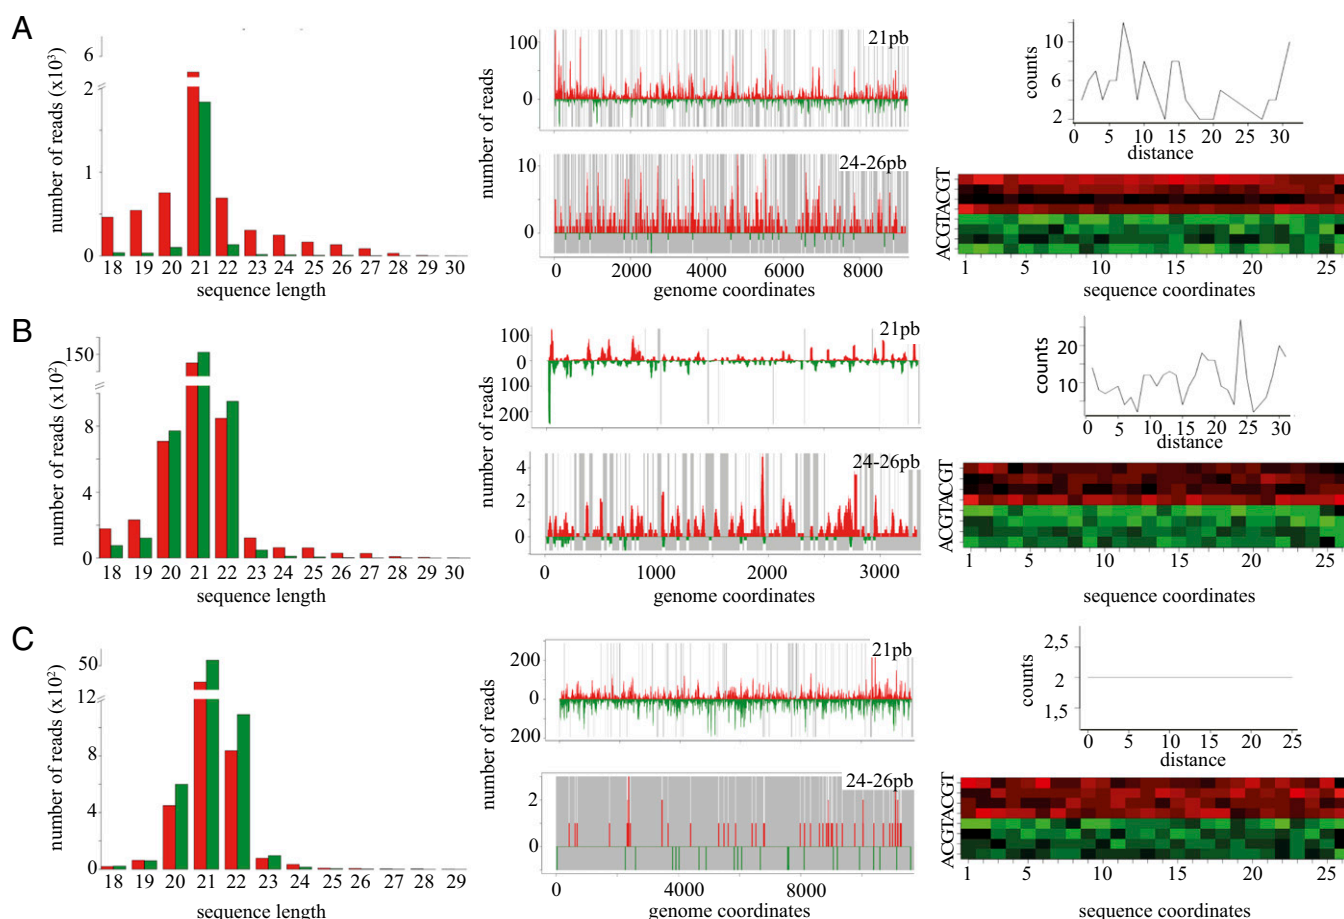 A
number of reads (x10³)
6
2
1
0
18 19 20 21 22 23 24 25 26 27 28 29 30
sequence length
number of reads
100
0
21pb
10
5
0
24-26pb
0 2000 4000 6000 8000
genome coordinates
counts
10
6
2
0 5 10 15 20 25 30
distance
ACGTACGT
1 5 10 15 20 25
sequence coordinates
B
number of reads (x10²)
150
8
4
0
18 19 20 21 22 23 24 25 26 27 28 29 30
sequence length
number of reads
100
0
100
200
21pb
4
2
0
24-26pb
0 1000 2000 3000
genome coordinates
counts
20
10
0 5 10 15 20 25 30
distance
ACGTACGT
1 5 10 15 20 25
sequence coordinates
C
number of reads (x10²)
50
12
8
4
0
18 19 20 21 22 23 24 25 26 27 28 29
sequence length
number of reads
200
0
200
21pb
2
0
24-26pb
0 4000 8000
genome coordinates
counts
2,5
2
1,5
0 5 10 15 20 25
distance
ACGTACGT
1 5 10 15 20 25
sequence coordinates